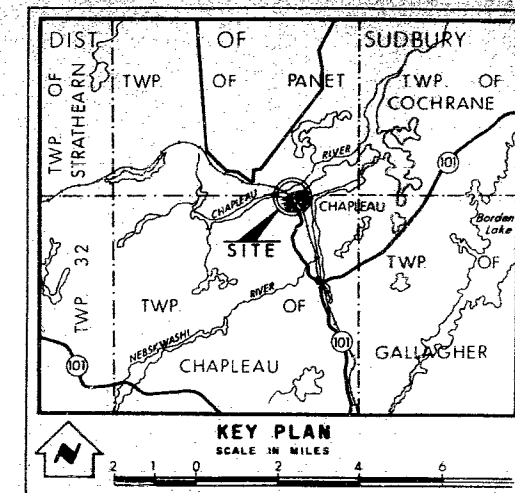 DIST. OF SUDBURY
TWP. OF STRATHEARN
TWP. OF PANET
TWP. OF COCHRANE
101
RIVER
CHAPLEAU
CHAPLEAU
Borden Lake
SITE
TWP. 32
TWP. OF CHAPLEAU
RIVER
NEBSKWASHI
TWP. OF GALLAGHER
101
101
N
KEY PLAN
SCALE IN MILES
2 1 0 2 4 6